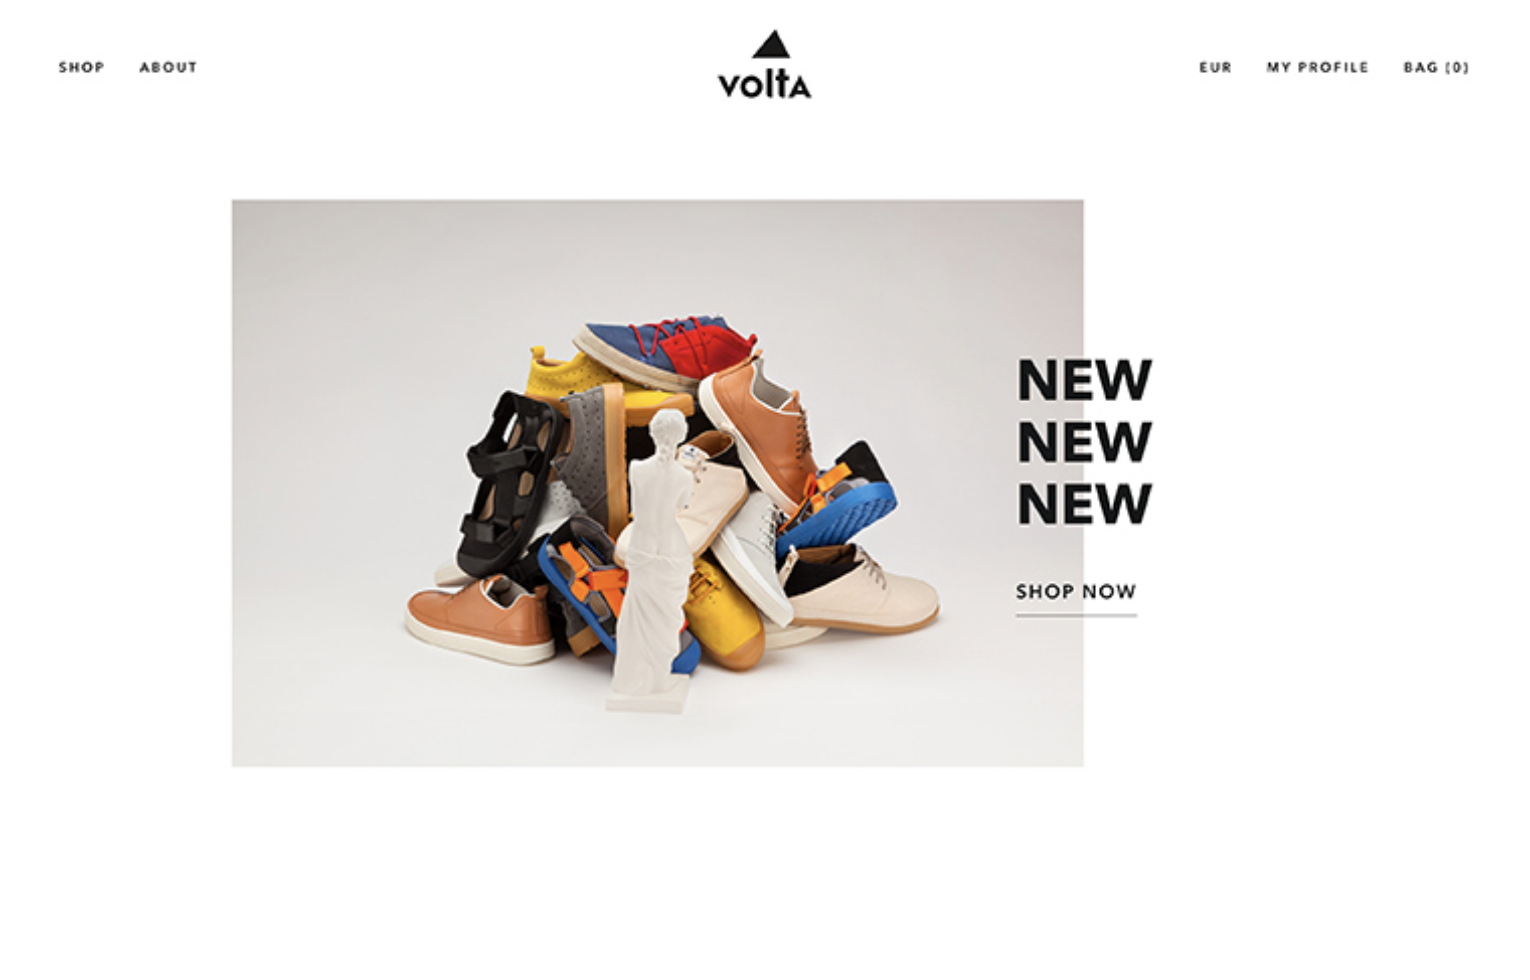 SHOP
ABOUT
voltA
EUR
MY PROFILE
BAG (0)
NEW
NEW
NEW
SHOP NOW